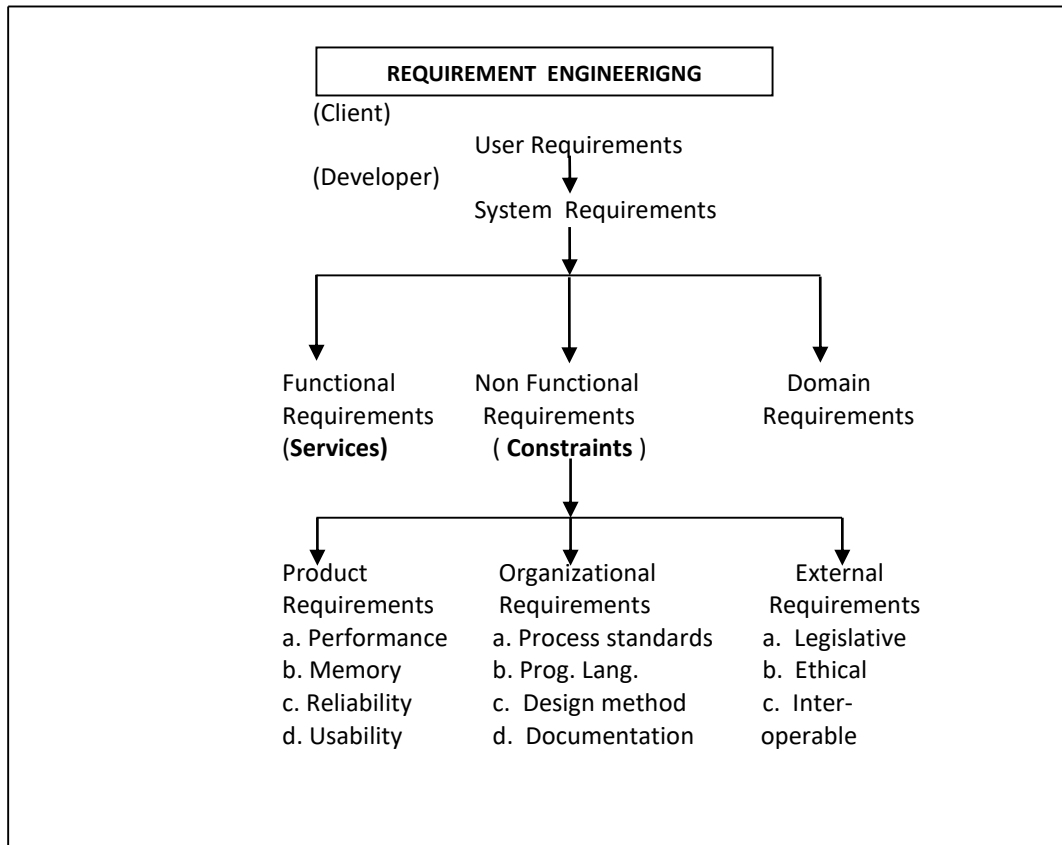 REQUIREMENT ENGINEERIGNG
(Client)
User Requirements
(Developer)
System Requirements
Functional
Requirements
(Services)
Non Functional
Requirements
( Constraints )
Domain
Requirements
Product
Requirements
a. Performance
b. Memory
c. Reliability
d. Usability
Organizational
Requirements
a. Process standards
b. Prog. Lang.
c. Design method
d. Documentation
External
Requirements
a. Legislative
b. Ethical
c. Inter-
operable